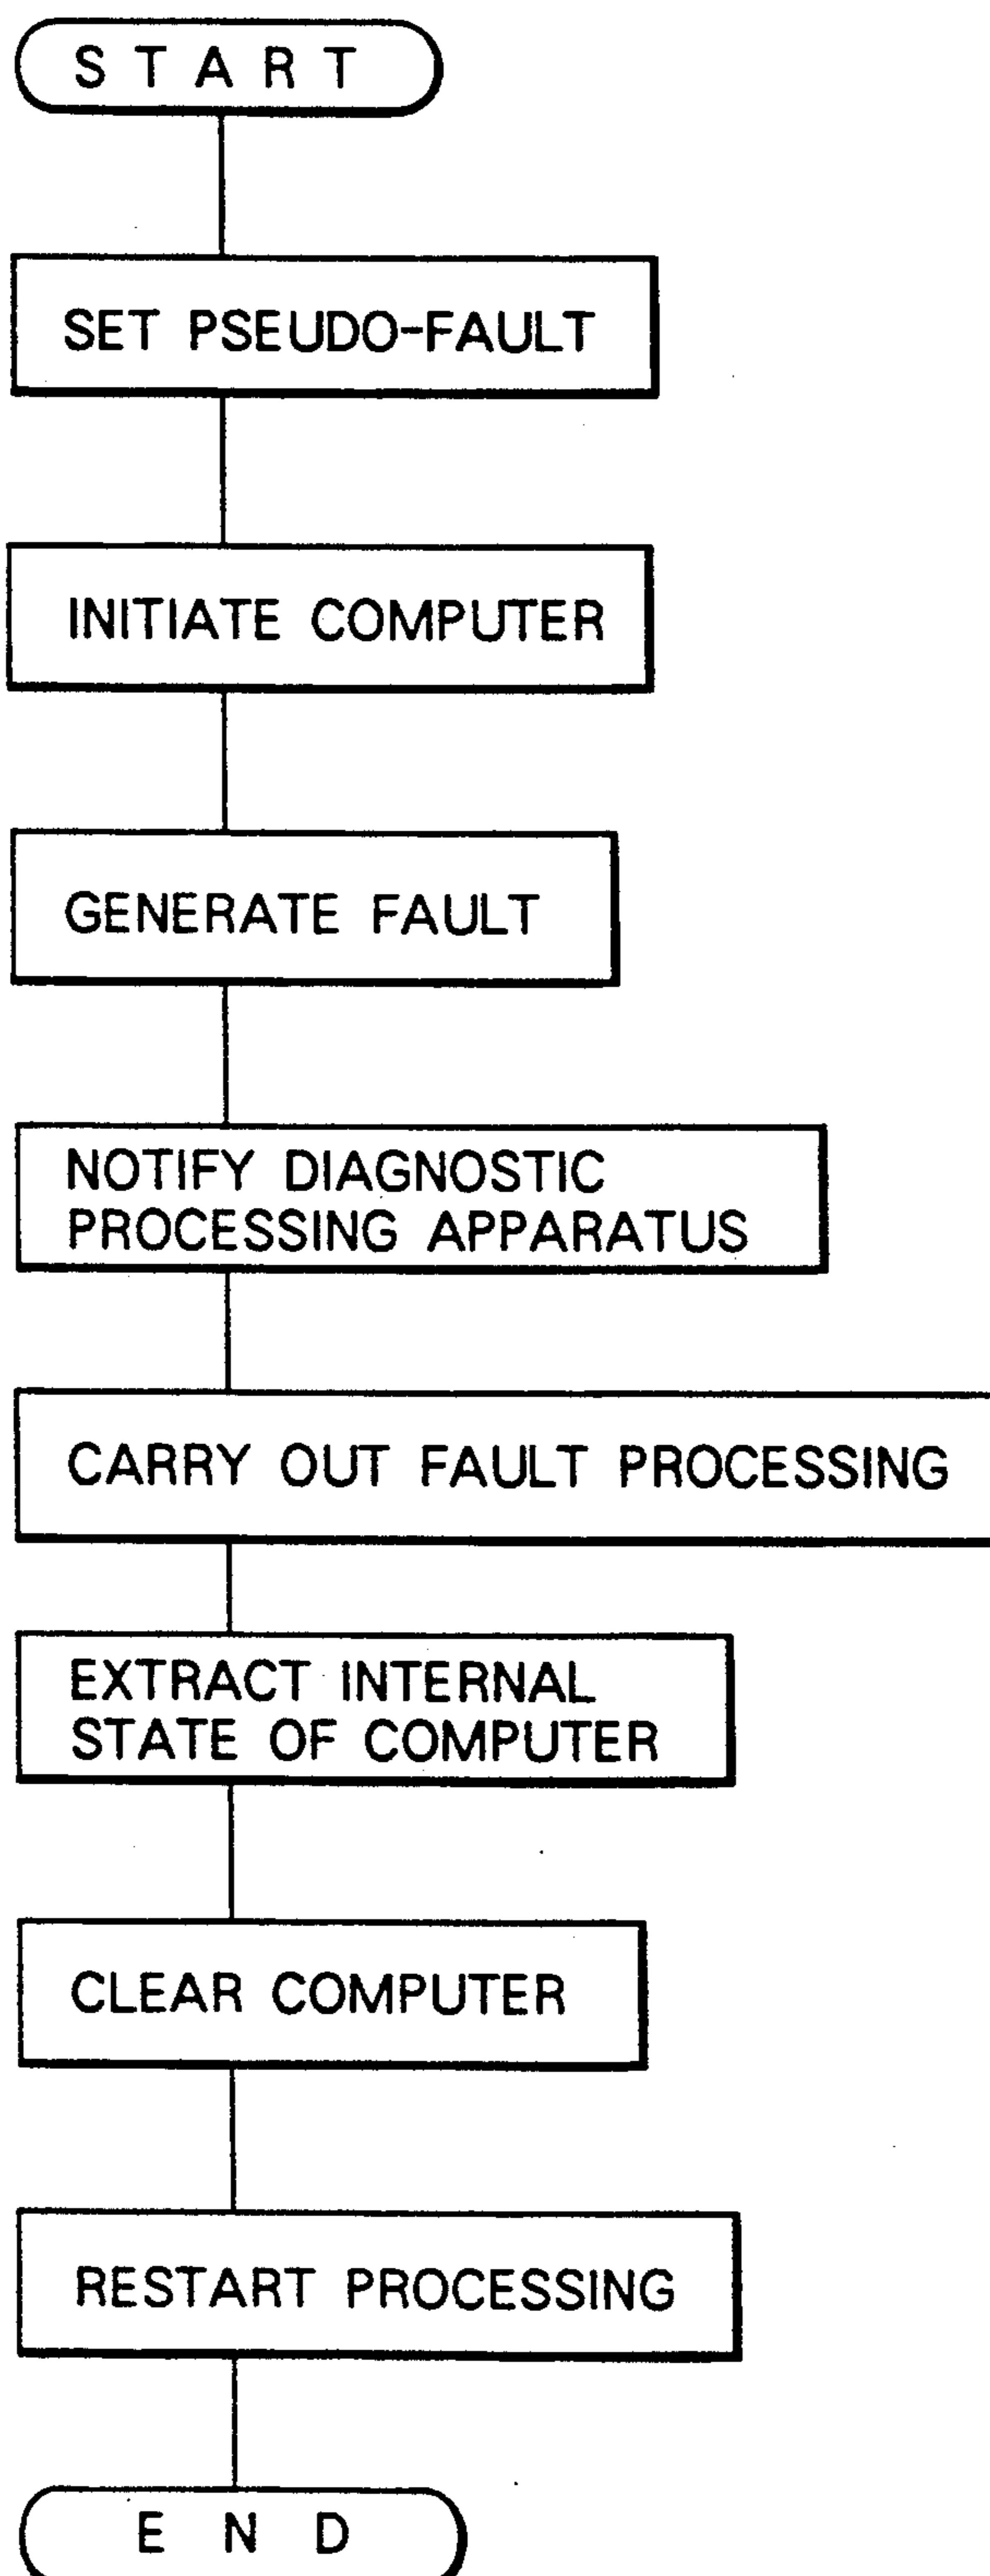 START
SET PSEUDO-FAULT
INITIATE COMPUTER
GENERATE FAULT
NOTIFY DIAGNOSTIC
PROCESSING APPARATUS
CARRY OUT FAULT PROCESSING
EXTRACT INTERNAL
STATE OF COMPUTER
CLEAR COMPUTER
RESTART PROCESSING
END